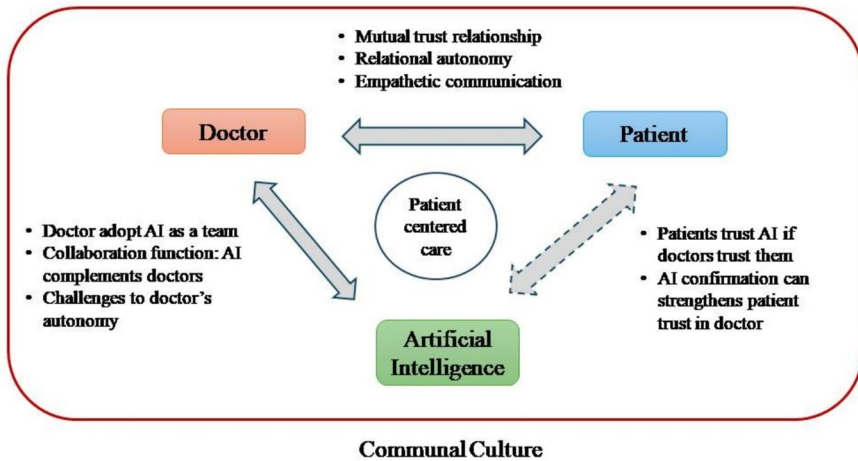 • Mutual trust relationship
• Relational autonomy
• Empathetic communication
Doctor
Patient
Patient
centered
care
• Doctor adopt AI as a team
• Collaboration function: AI
complements doctors
• Challenges to doctor's
autonomy
• Patients trust AI if
doctors trust them
• AI confirmation can
strengthens patient
trust in doctor
Artificial
Intelligence
Communal Culture